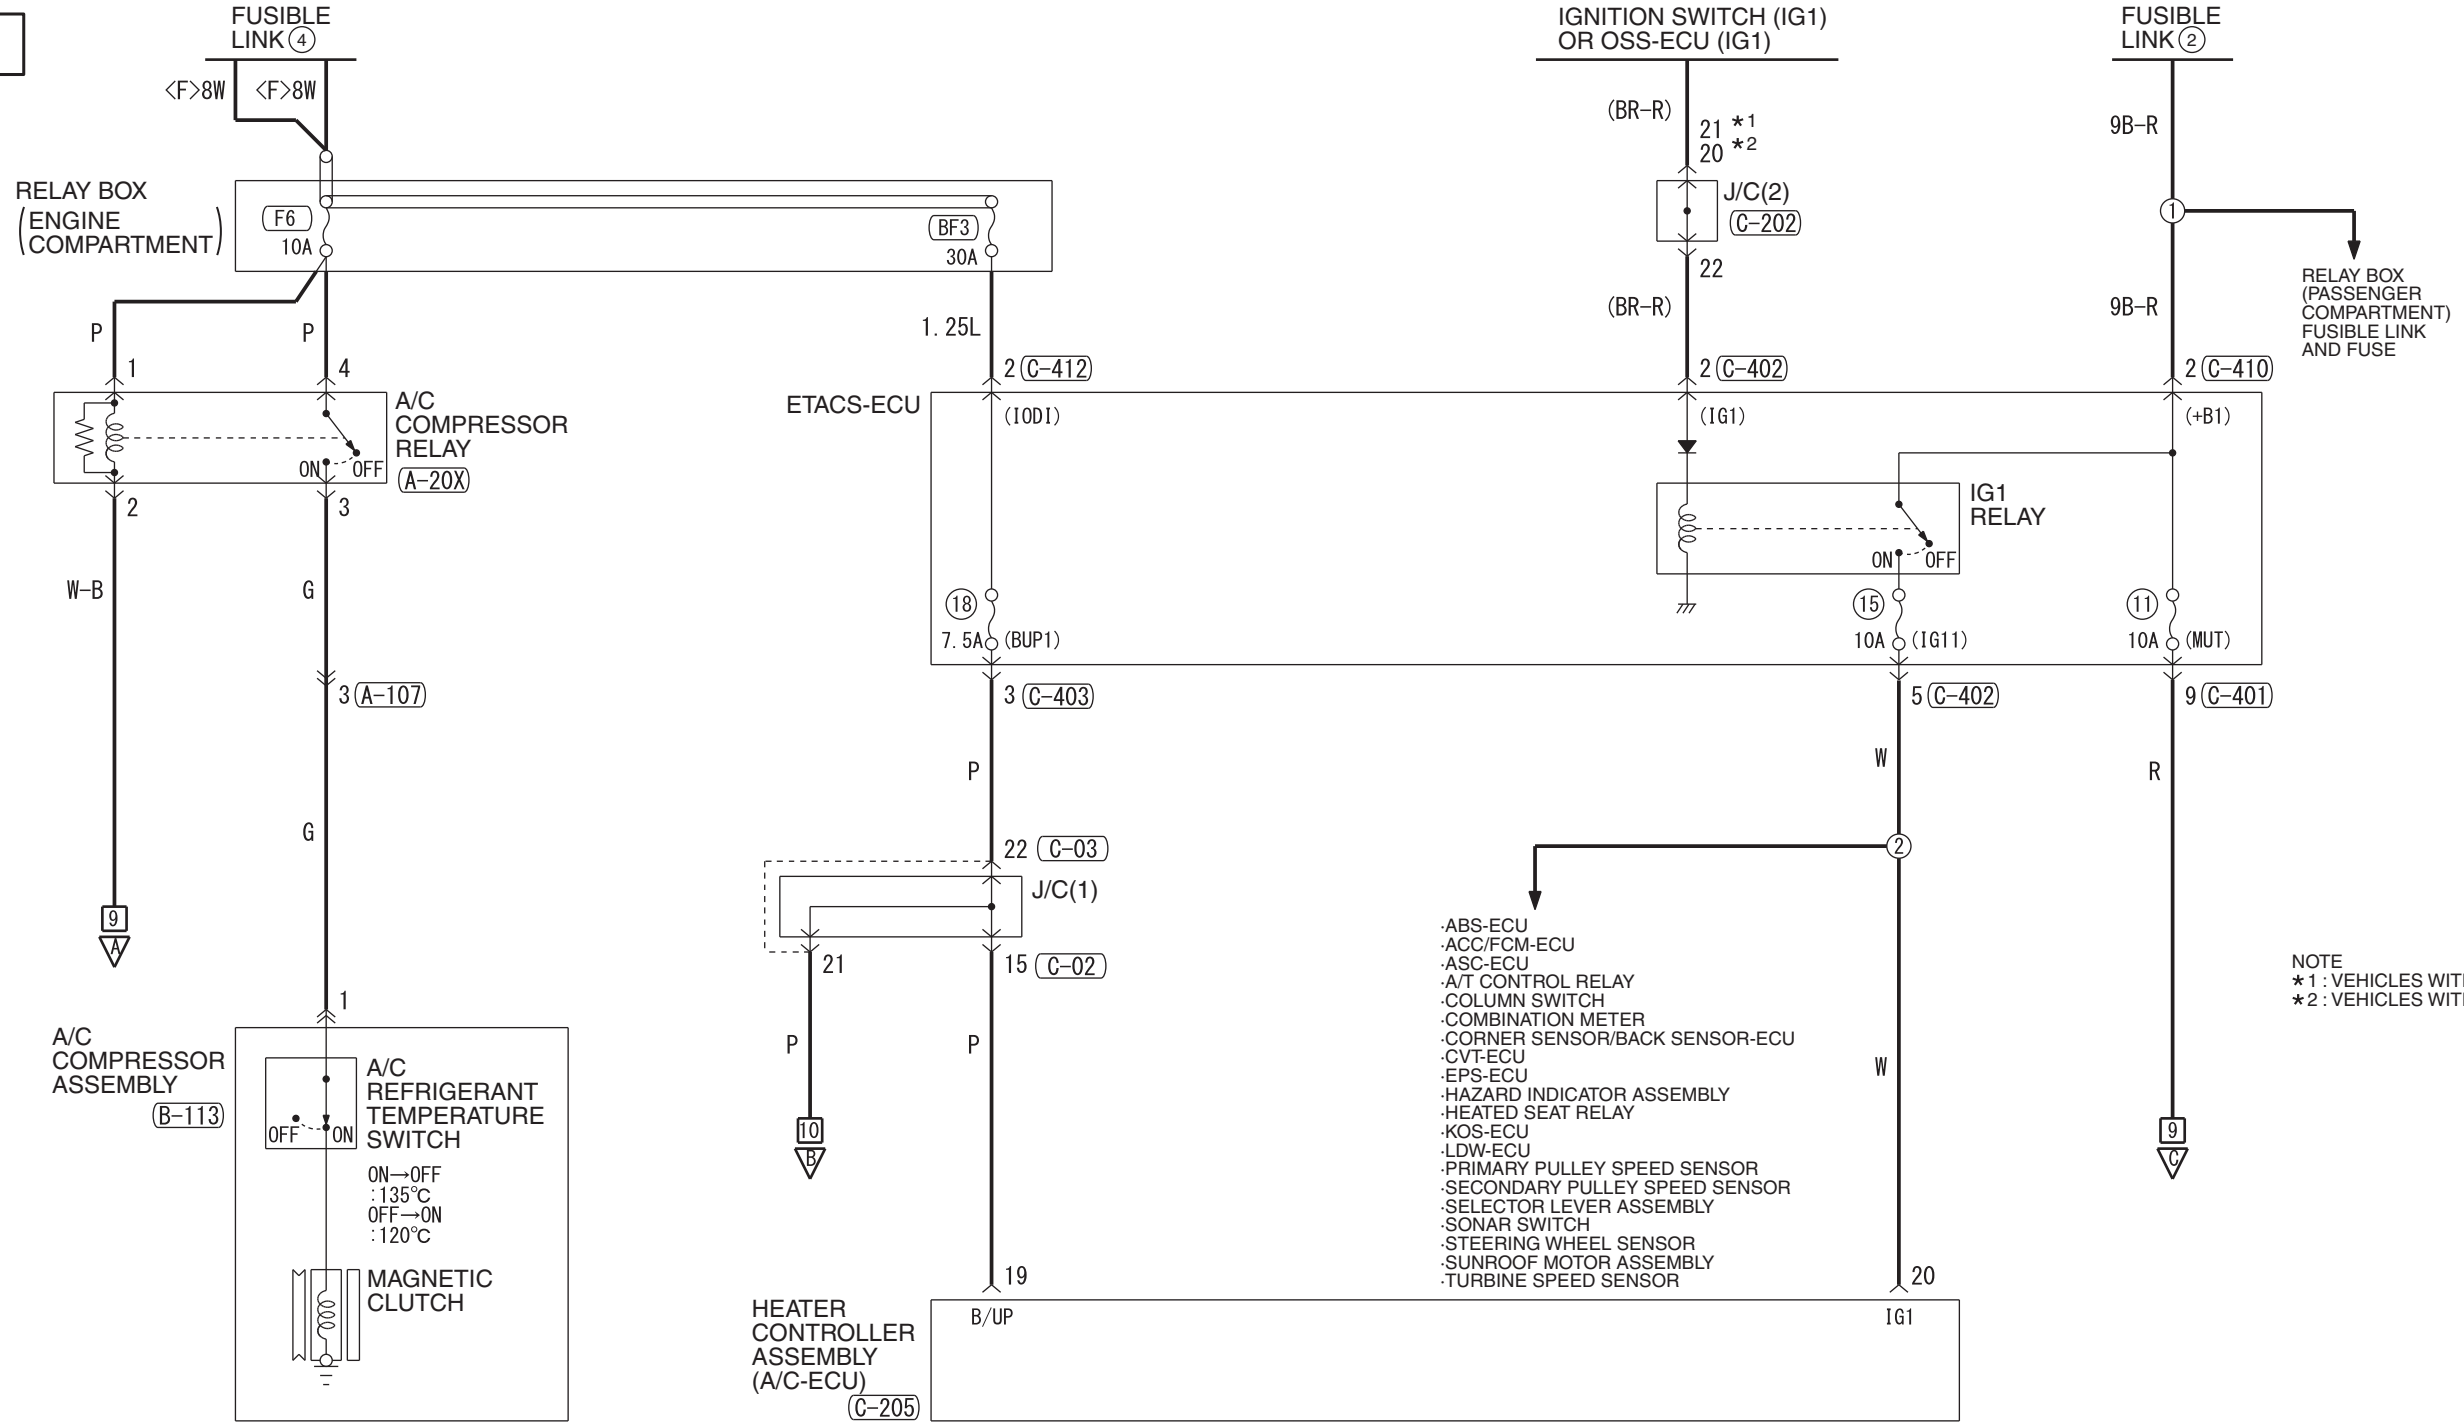 FUSIBLE
LINK ④
<F>8W
<F>8W
RELAY BOX
(ENGINE
COMPARTMENT)
F6
10A
BF3
30A
P
P
1.25L
1
4
2 C-412
A/C
COMPRESSOR
RELAY
A-20X
ON
OFF
2
3
W-B
G
3 A-107
G
9
A
1
A/C
COMPRESSOR
ASSEMBLY
B-113
A/C
REFRIGERANT
TEMPERATURE
SWITCH
OFF
ON
ON→OFF
:135℃
OFF→ON
:120℃
MAGNETIC
CLUTCH
IGNITION SWITCH (IG1)
OR OSS-ECU (IG1)
(BR-R)
21 *1
20 *2
J/C(2)
C-202
22
(BR-R)
2 C-402
FUSIBLE
LINK ②
9B-R
①
RELAY BOX
(PASSENGER
COMPARTMENT)
FUSIBLE LINK
AND FUSE
9B-R
2 C-410
ETACS-ECU
(IODI)
(IG1)
(+B1)
IG1
RELAY
ON
OFF
⑱
7.5A
(BUP1)
⑮
10A
(IG11)
⑪
10A
(MUT)
3 C-403
5 C-402
9 C-401
P
W
R
22 C-03
J/C(1)
21
15 C-02
P
P
10
B
②
·ABS-ECU
·ACC/FCM-ECU
·ASC-ECU
·A/T CONTROL RELAY
·COLUMN SWITCH
·COMBINATION METER
·CORNER SENSOR/BACK SENSOR-ECU
·CVT-ECU
·EPS-ECU
·HAZARD INDICATOR ASSEMBLY
·HEATED SEAT RELAY
·KOS-ECU
·LDW-ECU
·PRIMARY PULLEY SPEED SENSOR
·SECONDARY PULLEY SPEED SENSOR
·SELECTOR LEVER ASSEMBLY
·SONAR SWITCH
·STEERING WHEEL SENSOR
·SUNROOF MOTOR ASSEMBLY
·TURBINE SPEED SENSOR
W
9
C
NOTE
*1 : VEHICLES
*2 : VEHICLES
19
20
HEATER
CONTROLLER
ASSEMBLY
(A/C-ECU)
C-205
B/UP
IG1